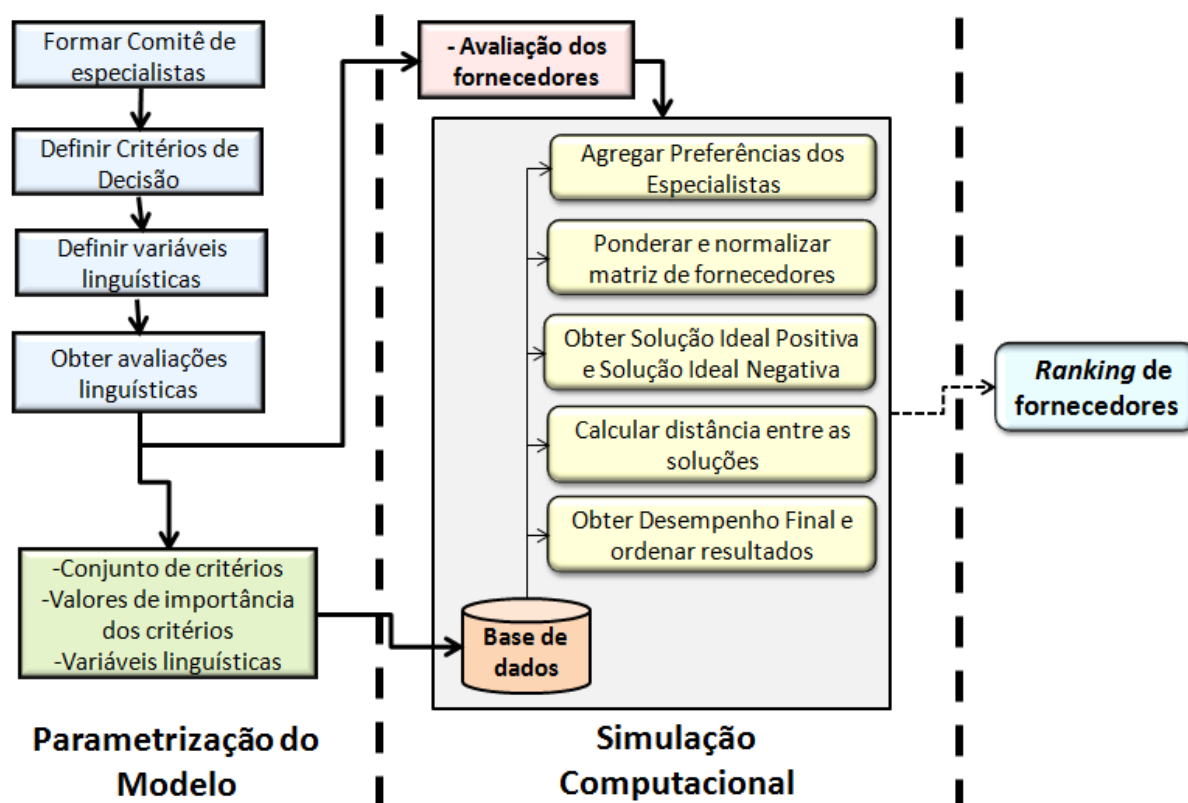 Formar Comitê de
especialistas
Definir Critérios de
Decisão
Definir variáveis
linguísticas
Obter avaliações
linguísticas
-Conjunto de critérios
-Valores de importância
dos critérios
-Variáveis linguísticas
Parametrização do
Modelo
- Avaliação dos
fornecedores
Agregar Preferências dos
Especialistas
Ponderar e normalizar
matriz de fornecedores
Obter Solução Ideal Positiva
e Solução Ideal Negativa
Calcular distância entre as
soluções
Obter Desempenho Final e
ordenar resultados
Base de
dados
Simulação
Computacional
Ranking de
fornecedores